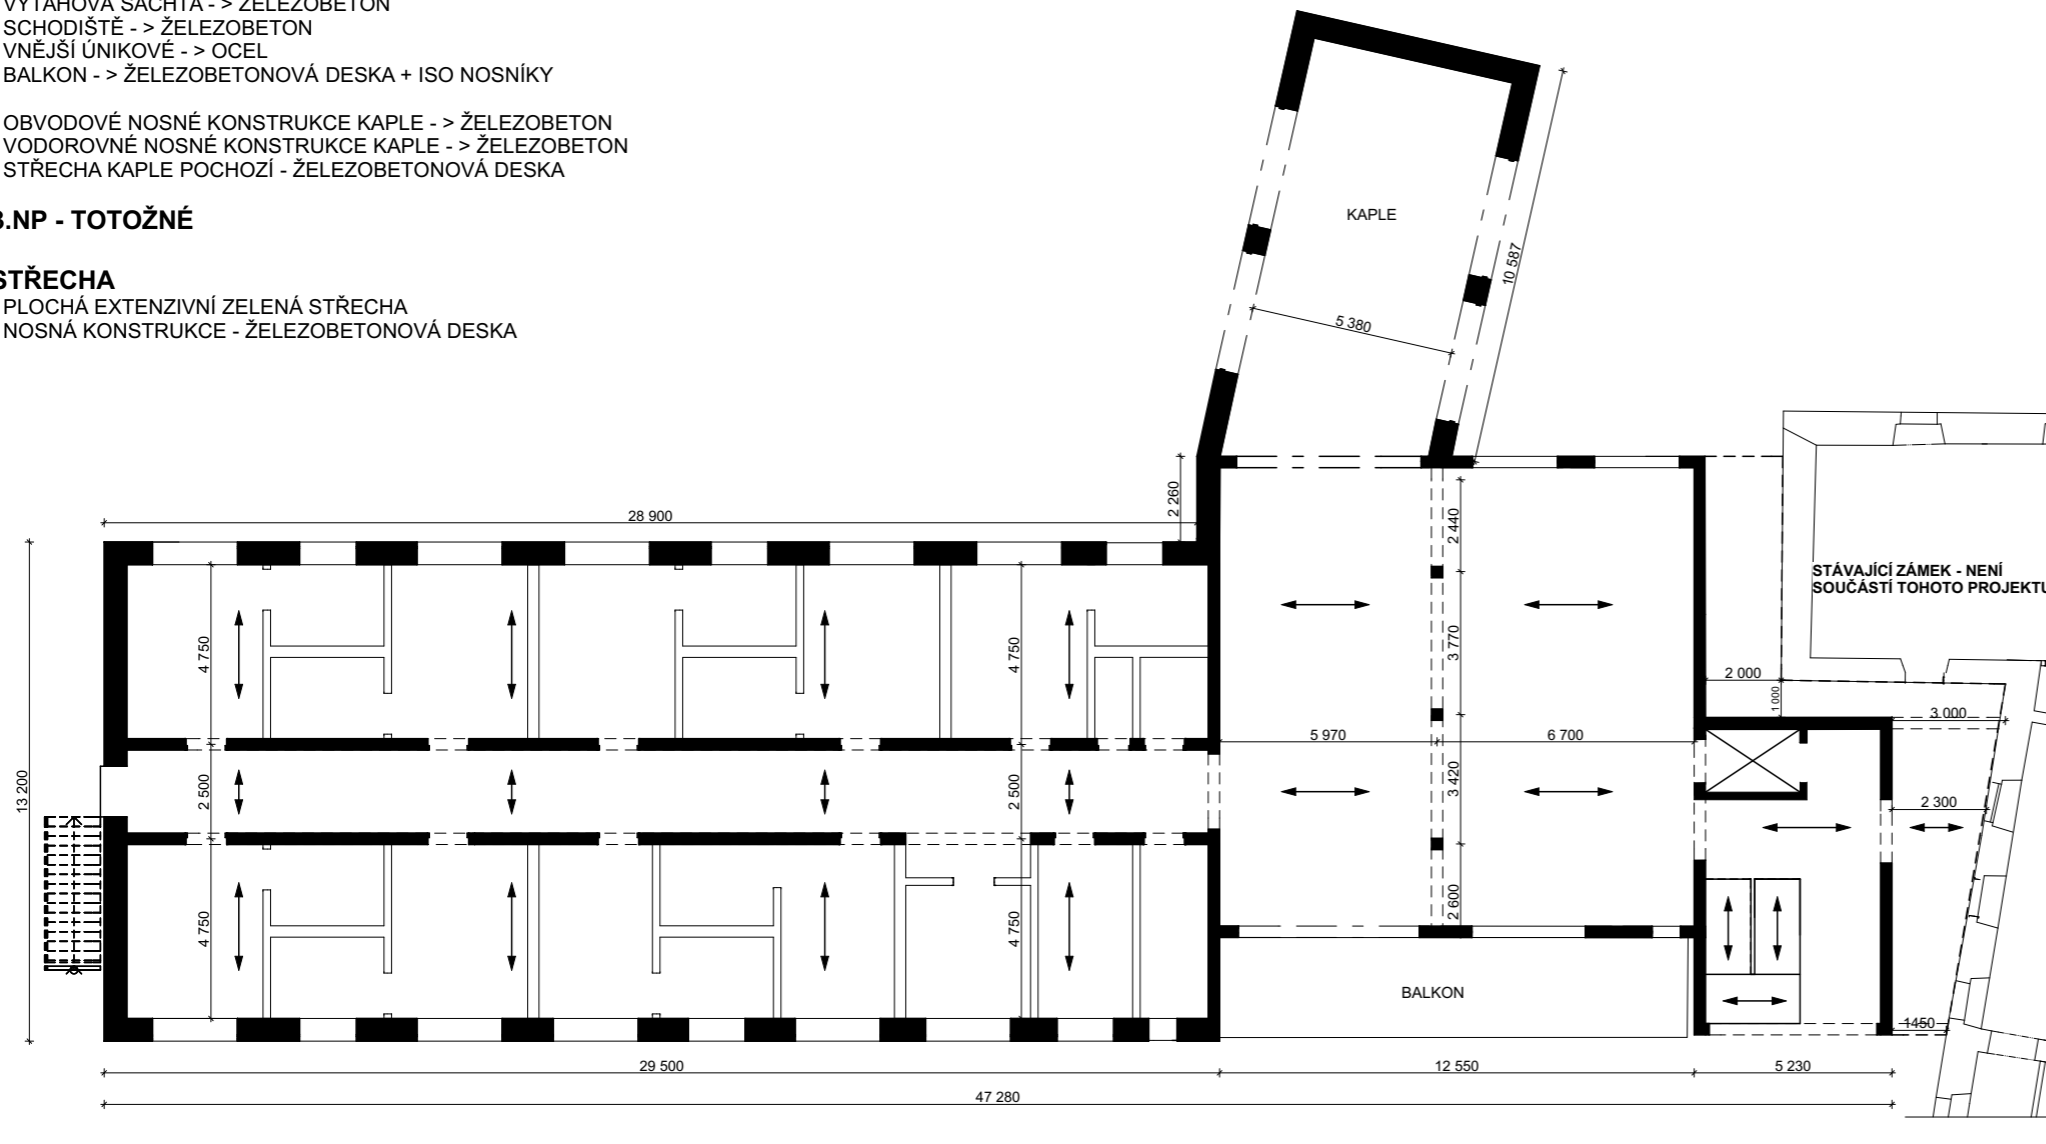 VÝTAHOVÁ ŠACHTA - > ŽELEZOBETON
SCHODIŠTĚ - > ŽELEZOBETON
VNĚJŠÍ ÚNIKOVÉ - > OCEL
BALKON - > ŽELEZOBETONOVÁ DESKA + ISO NOSNÍKY
OBVODOVÉ NOSNÉ KONSTRUKCE KAPLE - > ŽELEZOBETON
VODOROVNÉ NOSNÉ KONSTRUKCE KAPLE - > ŽELEZOBETON
STŘECHA KAPLE POCHOZÍ - ŽELEZOBETONOVÁ DESKA
3.NP - TOTOŽNÉ
STŘECHA
PLOCHÁ EXTENZIVNÍ ZELENÁ STŘECHA
NOSNÁ KONSTRUKCE - ŽELEZOBETONOVÁ DESKA
KAPLE
10 587
5 380
2 260
28 900
2 440
STÁVAJÍCÍ ZÁMEK - NENÍ
SOUČÁSTÍ TOHOTO PROJEKTU
4 750
4 750
3 770
2 000
1 000
3 000
5 970
6 700
13 200
2 500
2 500
3 420
2 300
4 750
4 750
2 600
BALKON
1450
29 500
12 550
5 230
47 280